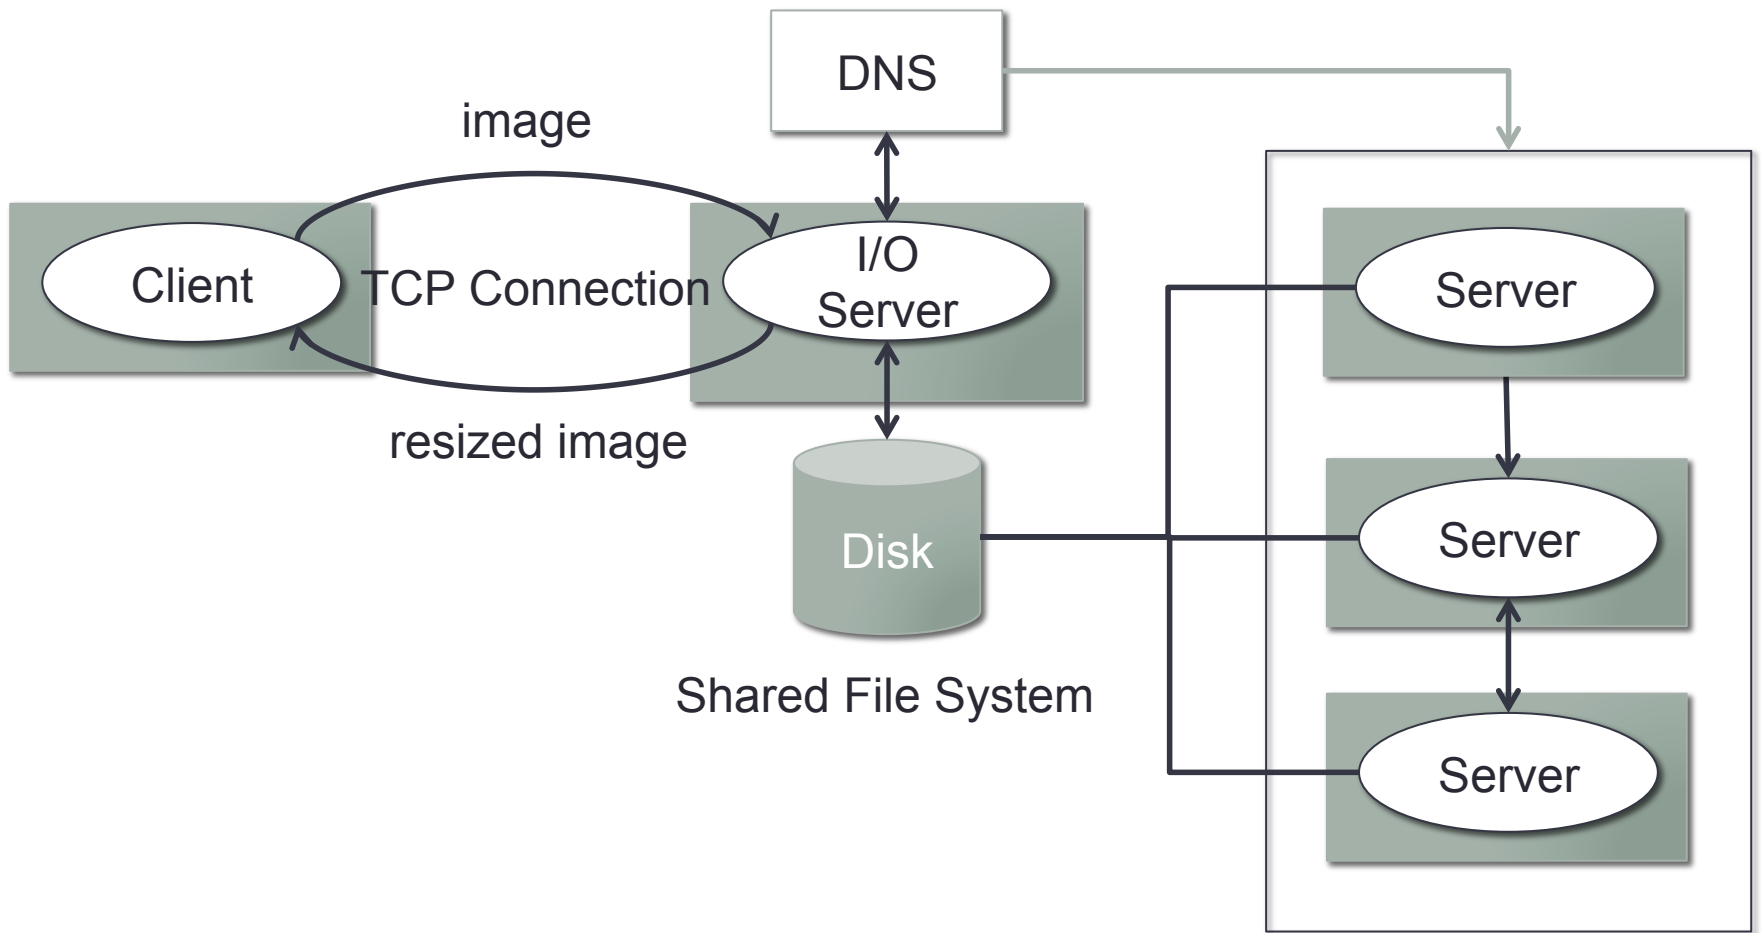 DNS
image
Client
TCP Connection
I/O
Server
resized image
Disk
Shared File System
Server
Server
Server